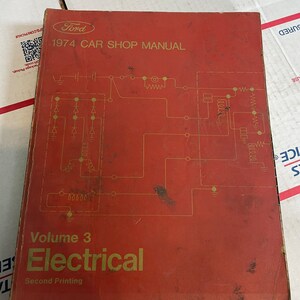 Ford
1974 CAR SHOP MANUAL
Volume 3
Electrical
Second Printing